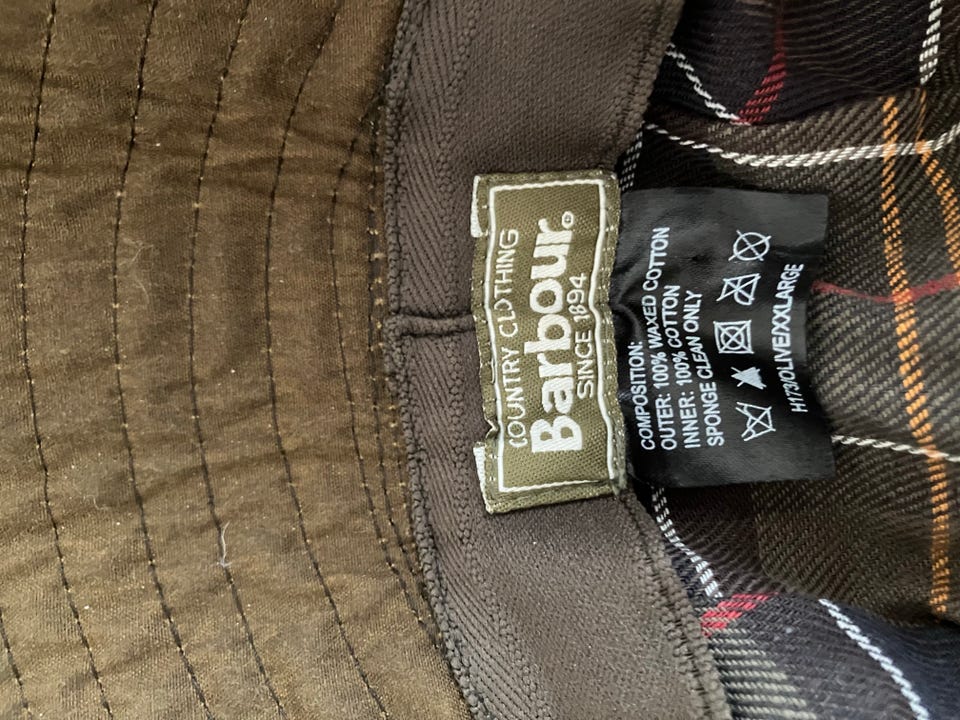 COUNTRY CLOTHING
Barbour®
SINCE 1894
COMPOSITION:
OUTER: 100% WAXED COTTON
INNER: 100% COTTON
SPONGE CLEAN ONLY
H173/OLIVE/XXLARGE